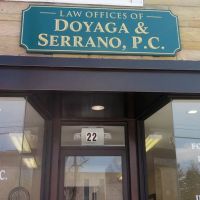 LAW OFFICES OF
DOYAGA &
SERRANO, P.C.
22
C.